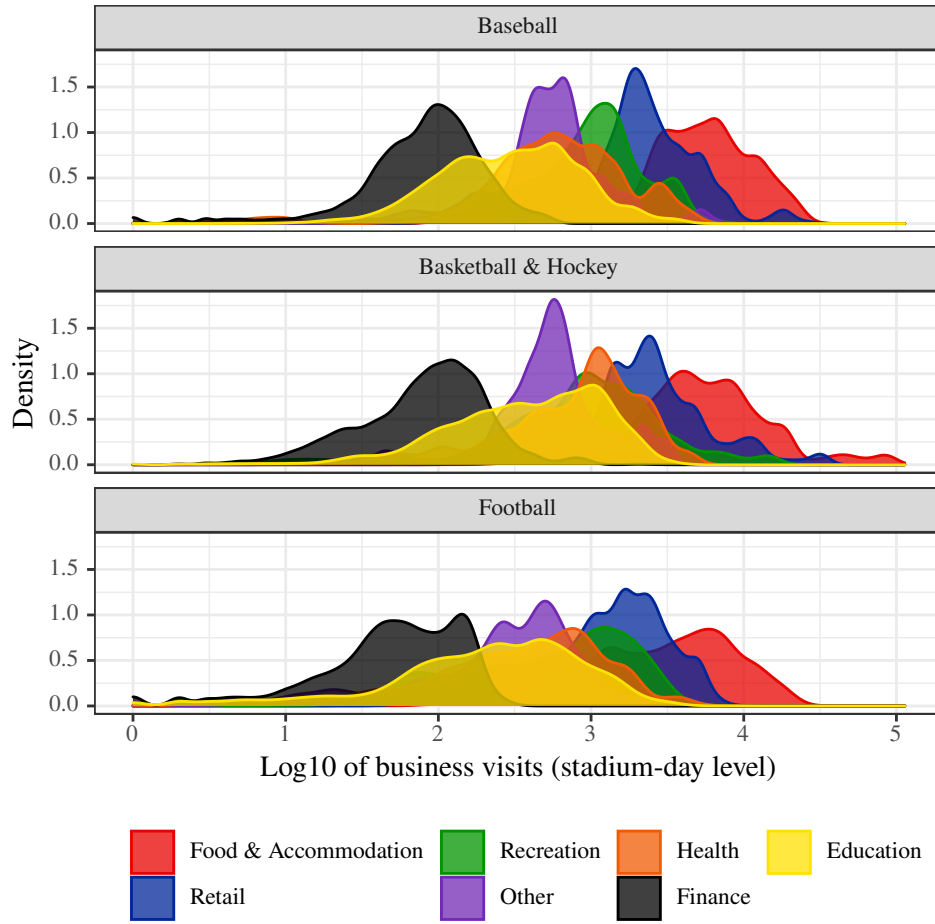 Baseball
1.5
1.0
0.5
0.0
Basketball & Hockey
1.5
1.0
0.5
0.0
Football
1.5
1.0
0.5
0.0
Density
0 1 2 3 4 5
Log10 of business visits (stadium-day level)
Food & Accommodation Recreation Health Education
Retail Other Finance